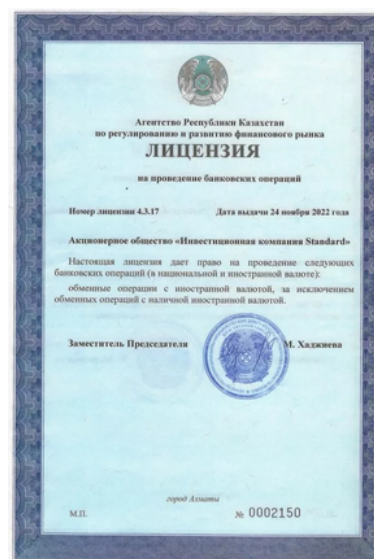 Агентство Республики Казахстан
по регулированию и развитию финансового рынка
ЛИЦЕНЗИЯ
на проведение банковских операций
Номер лицензии 4.3.17 Дата выдачи 24 ноября 2022 года
Акционерное общество «Инвестиционная компания Standard»
Настоящая лицензия дает право на проведение следующих
банковских операций (в национальной и иностранной валюте):
обменные операции с иностранной валютой, за исключением
обменных операций с наличной иностранной валютой.
Заместитель Председателя М. Хаджиева
город Алматы
М.П. № 0002150